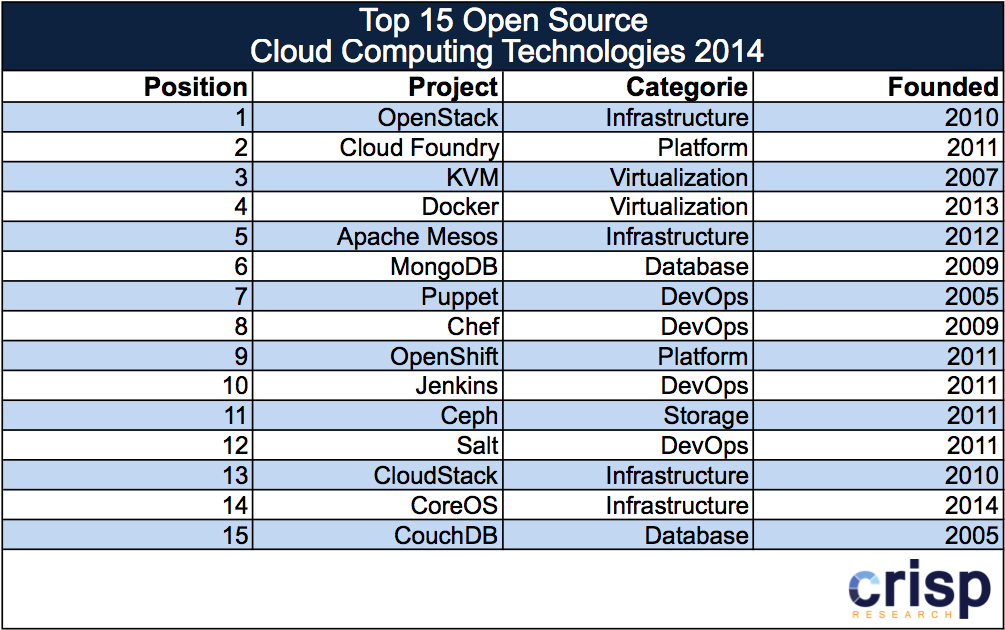 Top 15 Open Source
Cloud Computing Technologies 2014
Position Project Categorie Founded
1 OpenStack Infrastructure 2010
2 Cloud Foundry Platform 2011
3 KVM Virtualization 2007
4 Docker Virtualization 2013
5 Apache Mesos Infrastructure 2012
6 MongoDB Database 2009
7 Puppet DevOps 2005
8 Chef DevOps 2009
9 OpenShift Platform 2011
10 Jenkins DevOps 2011
11 Ceph Storage 2011
12 Salt DevOps 2011
13 CloudStack Infrastructure 2010
14 CoreOS Infrastructure 2014
15 CouchDB Database 2005
crisp
RESEARCH